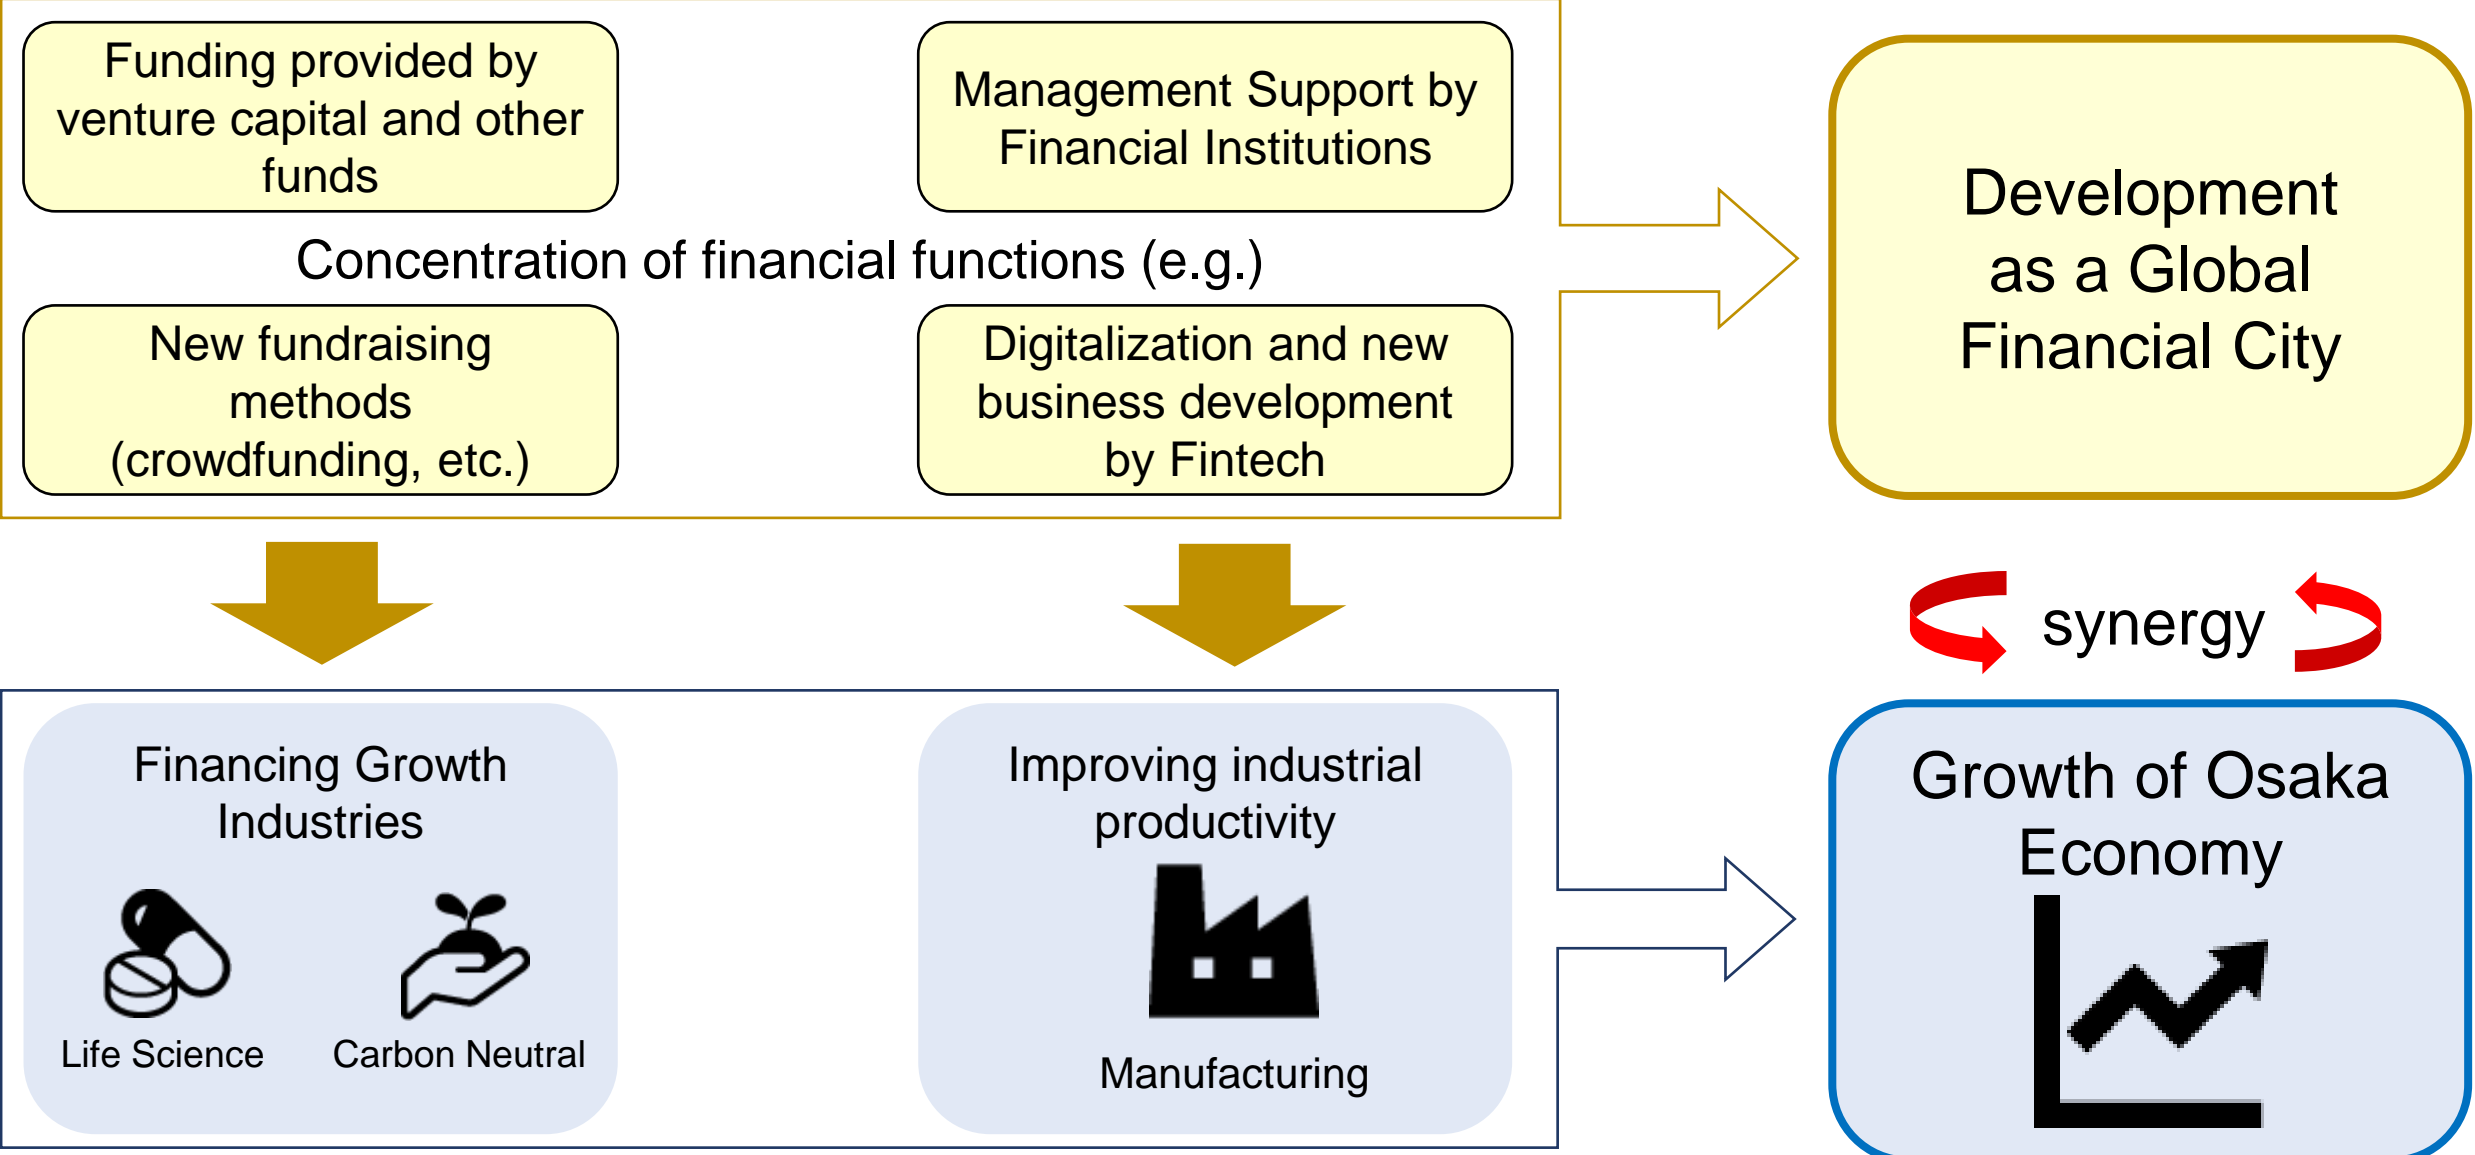 Funding provided by
venture capital and other
funds
Management Support by
Financial Institutions
Concentration of financial functions (e.g.)
New fundraising
methods
(crowdfunding, etc.)
Digitalization and new
business development
by Fintech
Development
as a Global
Financial City
synergy
Financing Growth
Industries
Life Science
Carbon Neutral
Improving industrial
productivity
Manufacturing
Growth of Osaka
Economy